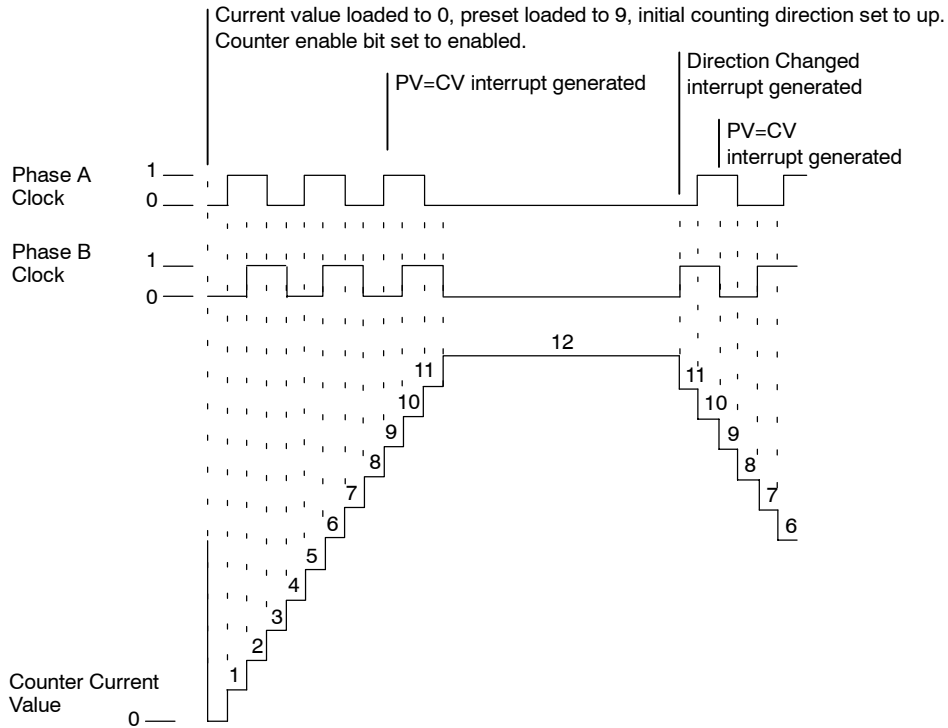 Current value loaded to 0, preset loaded to 9, initial counting direction set to up.
Counter enable bit set to enabled.
PV=CV interrupt generated
Direction Changed
interrupt generated
PV=CV
interrupt generated
Phase A
Clock
1
0
Phase B
Clock
1
0
12
11
10
9
8
7
6
5
4
3
2
1
11
10
9
8
7
6
Counter Current
Value
0